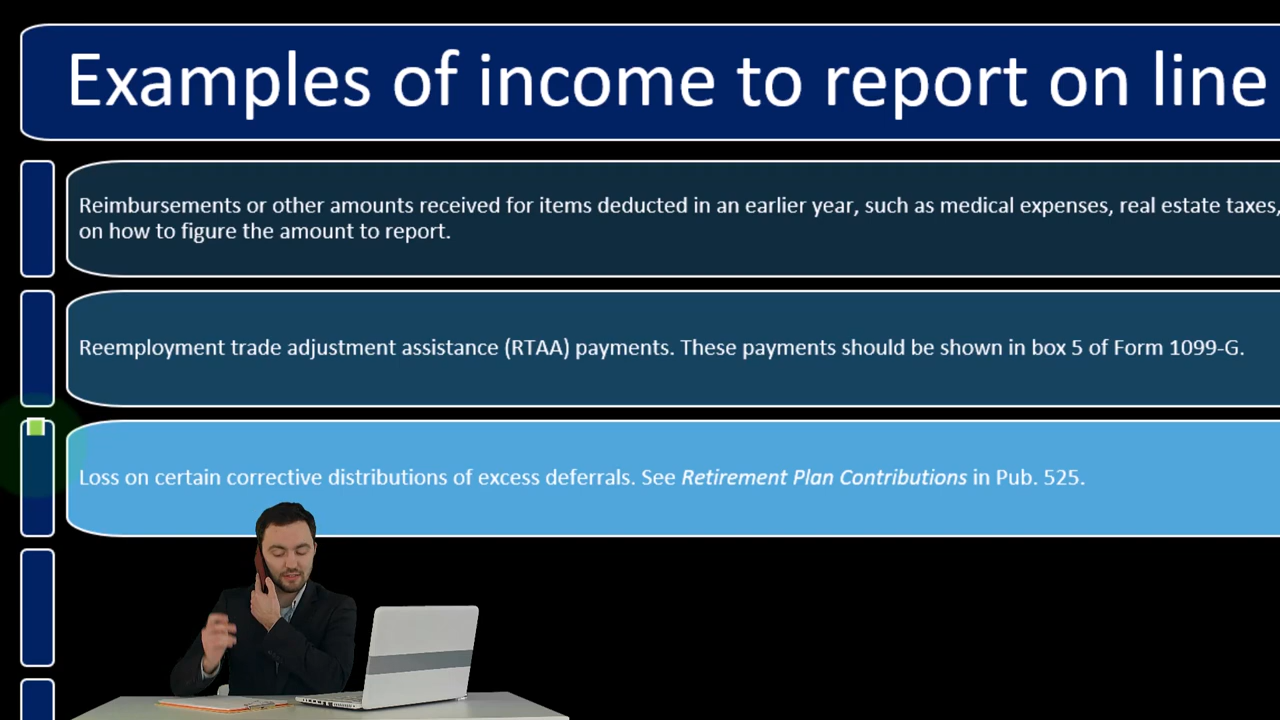 Examples of income to report on line
Reimbursements or other amounts received for items deducted in an earlier year, such as medical expenses, real estate taxes,
on how to figure the amount to report.
Reemployment trade adjustment assistance (RTAA) payments. These payments should be shown in box 5 of Form 1099-G.
Loss on certain corrective distributions of excess deferrals. See Retirement Plan Contributions in Pub. 525.